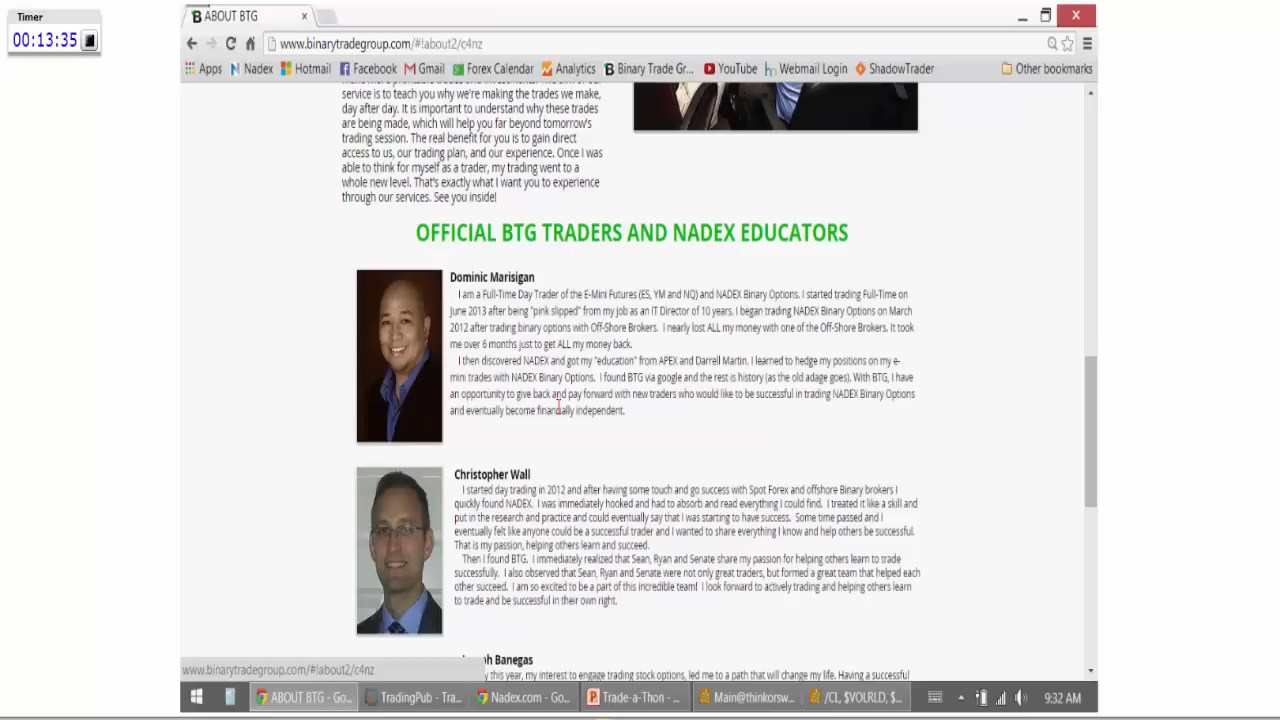 Timer
00:13:35
ABOUT BTG
www.binarytradegroup.com/#!about2/c4nz
Apps Nadex Hotmail Facebook Gmail Forex Calendar Analytics Binary Trade Gr... YouTube Webmail Login ShadowTrader Other bookmarks
service is to teach you why we're making the trades we make,
day after day. It is important to understand why these trades
are being made, which will help you far beyond tomorrow's
trading session. The real benefit for you is to gain direct
access to us, our trading plan, and our experience. Once I was
able to think for myself as a trader, my trading went to a
whole new level. That's exactly what I want you to experience
through our services. See you inside!
OFFICIAL BTG TRADERS AND NADEX EDUCATORS
Dominic Marisigan
I am a Full-Time Day Trader of the E-Mini Futures (ES, YM and NQ) and NADEX Binary Options. I started trading Full-Time on
June 2013 after being "pink slipped" from my job as an IT Director of 10 years. I began trading NADEX Binary Options on March
2012 after trading binary options with Off-Shore Brokers. I nearly lost ALL my money with one of the Off-Shore Brokers. It took
me over 6 months just to get ALL my money back.
I then discovered NADEX and got my "education" from APEX and Darrell Martin. I learned to hedge my positions on my e-
mini trades with NADEX Binary Options. I found BTG via google and the rest is history (as the old adage goes). With BTG, I have
an opportunity to give back and pay forward with new traders who would like to be successful in trading NADEX Binary Options
and eventually become financially independent.
Christopher Wall
I started day trading in 2012 and after having some touch and go success with Spot Forex and offshore Binary brokers I
quickly found NADEX. I was immediately hooked and had to absorb and read everything I could find. I treated it like a skill and
put in the research and practice and could eventually say that I was starting to have success. Some time passed and I
eventually felt like anyone could be a successful trader and I wanted to share everything I know and help others be successful.
That is my passion, helping others learn and succeed.
Then I found BTG. I immediately realized that Sean, Ryan and Senate share my passion for helping others learn to trade
successfully. I also observed that Sean, Ryan and Senate were not only great traders, but formed a great team that helped each
other succeed. I am so excited to be a part of this incredible team! I look forward to actively trading and helping others learn
to trade and be successful in their own right.
Banegas
this year, my interest to engage trading stock options, led me to a path that will change my life. Having a successful
www.binarytradegroup.com/#!about2/c4nz
ABOUT BTG - Go... TradingPub - Tra... Nadex.com - Go... Trade-a-Thon - ... Main@thinkorsw... /CL, $VOLRLD, $... 9:32 AM